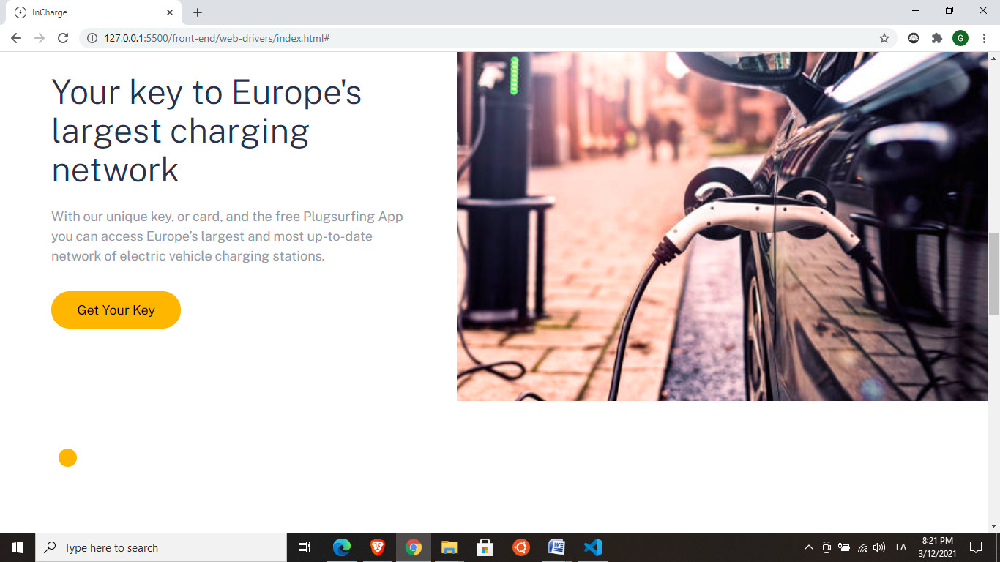 InCharge
127.0.0.1:5500/front-end/web-drivers/index.html#
G
Your key to Europe's
largest charging
network
With our unique key, or card, and the free Plugsurfing App
you can access Europe’s largest and most up-to-date
network of electric vehicle charging stations.
Get Your Key
Type here to search
ΕΛ
8:21 PM
3/12/2021